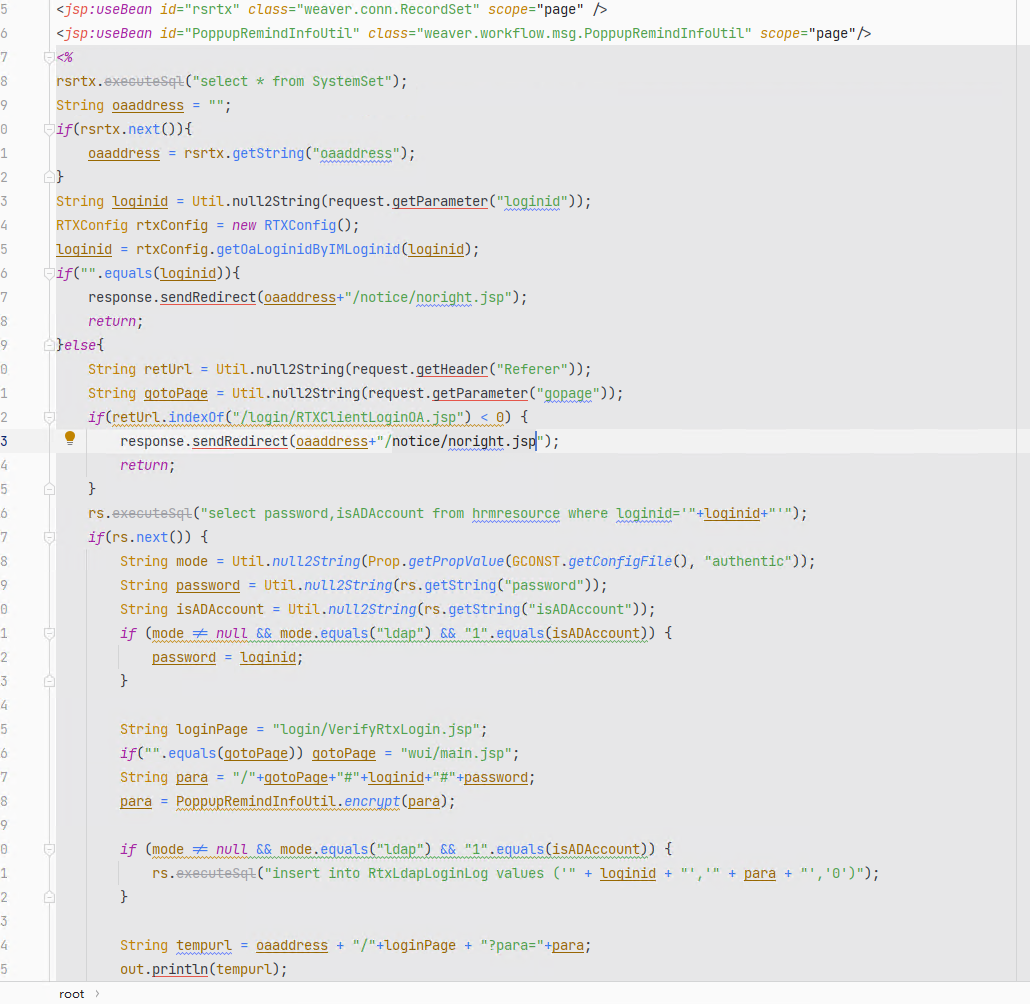 5 <jsp:useBean id="rsrtx" class="weaver.conn.RecordSet" scope="page" />
6 <jsp:useBean id="PoppupRemindInfoUtil" class="weaver.workflow.msg.PoppupRemindInfoUtil" scope="page"/>
7 <%
8 rsrtx.executeSql("select * from SystemSet");
9 String oaaddress = "";
0 if(rsrtx.next()){
1     oaaddress = rsrtx.getString("oaaddress");
2 }
3 String loginid = Util.null2String(request.getParameter("loginid"));
4 RTXConfig rtxConfig = new RTXConfig();
5 loginid = rtxConfig.getOaLoginidByIMLoginid(loginid);
6 if("".equals(loginid)){
7     response.sendRedirect(oaaddress+"/notice/noright.jsp");
8     return;
9 }else{
0     String retUrl = Util.null2String(request.getHeader("Referer"));
1     String gotoPage = Util.null2String(request.getParameter("gopage"));
2     if(retUrl.indexOf("/login/RTXClientLoginOA.jsp") < 0) {
3         response.sendRedirect(oaaddress+"/notice/noright.jsp");
4         return;
5     }
6     rs.executeSql("select password,isADAccount from hrmresource where loginid='"+loginid+"'");
7     if(rs.next()) {
8         String mode = Util.null2String(Prop.getPropValue(GCONST.getConfigFile(), "authentic"));
9         String password = Util.null2String(rs.getString("password"));
0         String isADAccount = Util.null2String(rs.getString("isADAccount"));
1         if (mode ≠ null && mode.equals("ldap") && "1".equals(isADAccount)) {
2             password = loginid;
3         }
4
5         String loginPage = "login/VerifyRtxLogin.jsp";
6         if("".equals(gotoPage)) gotoPage = "wui/main.jsp";
7         String para = "/"+gotoPage+"#"+loginid+"#"+password;
8         para = PoppupRemindInfoUtil.encrypt(para);
9
0         if (mode ≠ null && mode.equals("ldap") && "1".equals(isADAccount)) {
1             rs.executeSql("insert into RtxLdapLoginLog values ('" + loginid + "','" + para + "','0')");
2         }
3
4         String tempurl = oaaddress + "/"+loginPage + "?para="+para;
5         out.println(tempurl);
root ›